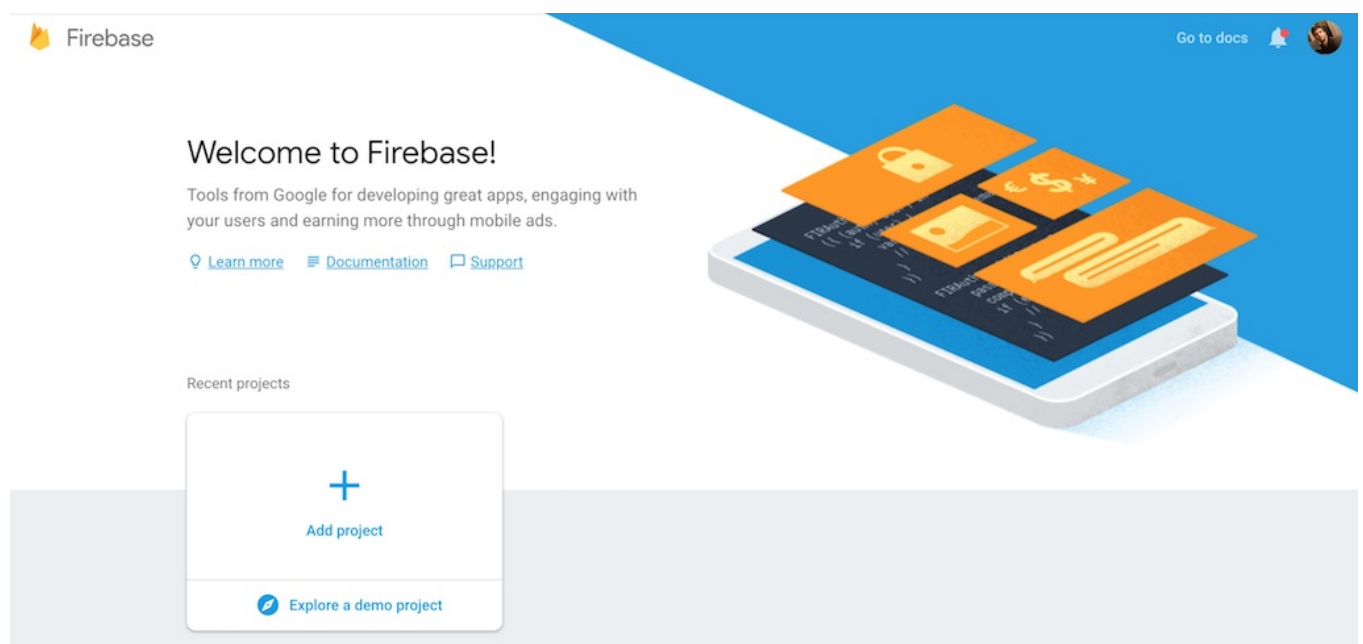 Firebase
Go to docs
Welcome to Firebase!
Tools from Google for developing great apps, engaging with
your users and earning more through mobile ads.
Learn more Documentation Support
Recent projects
Add project
Explore a demo project